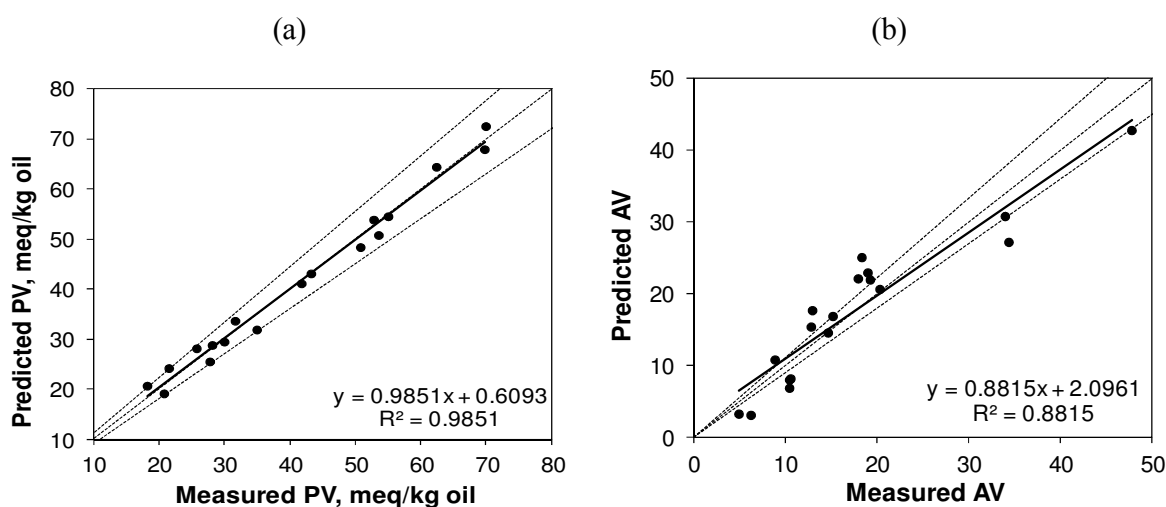 (a)
80
70
60
50
40
30
20
10
Predicted PV, meq/kg oil
y = 0.9851x + 0.6093
R² = 0.9851
10 20 30 40 50 60 70 80
Measured PV, meq/kg oil
(b)
50
40
30
20
10
0
Predicted AV
y = 0.8815x + 2.0961
R² = 0.8815
0 10 20 30 40 50
Measured AV